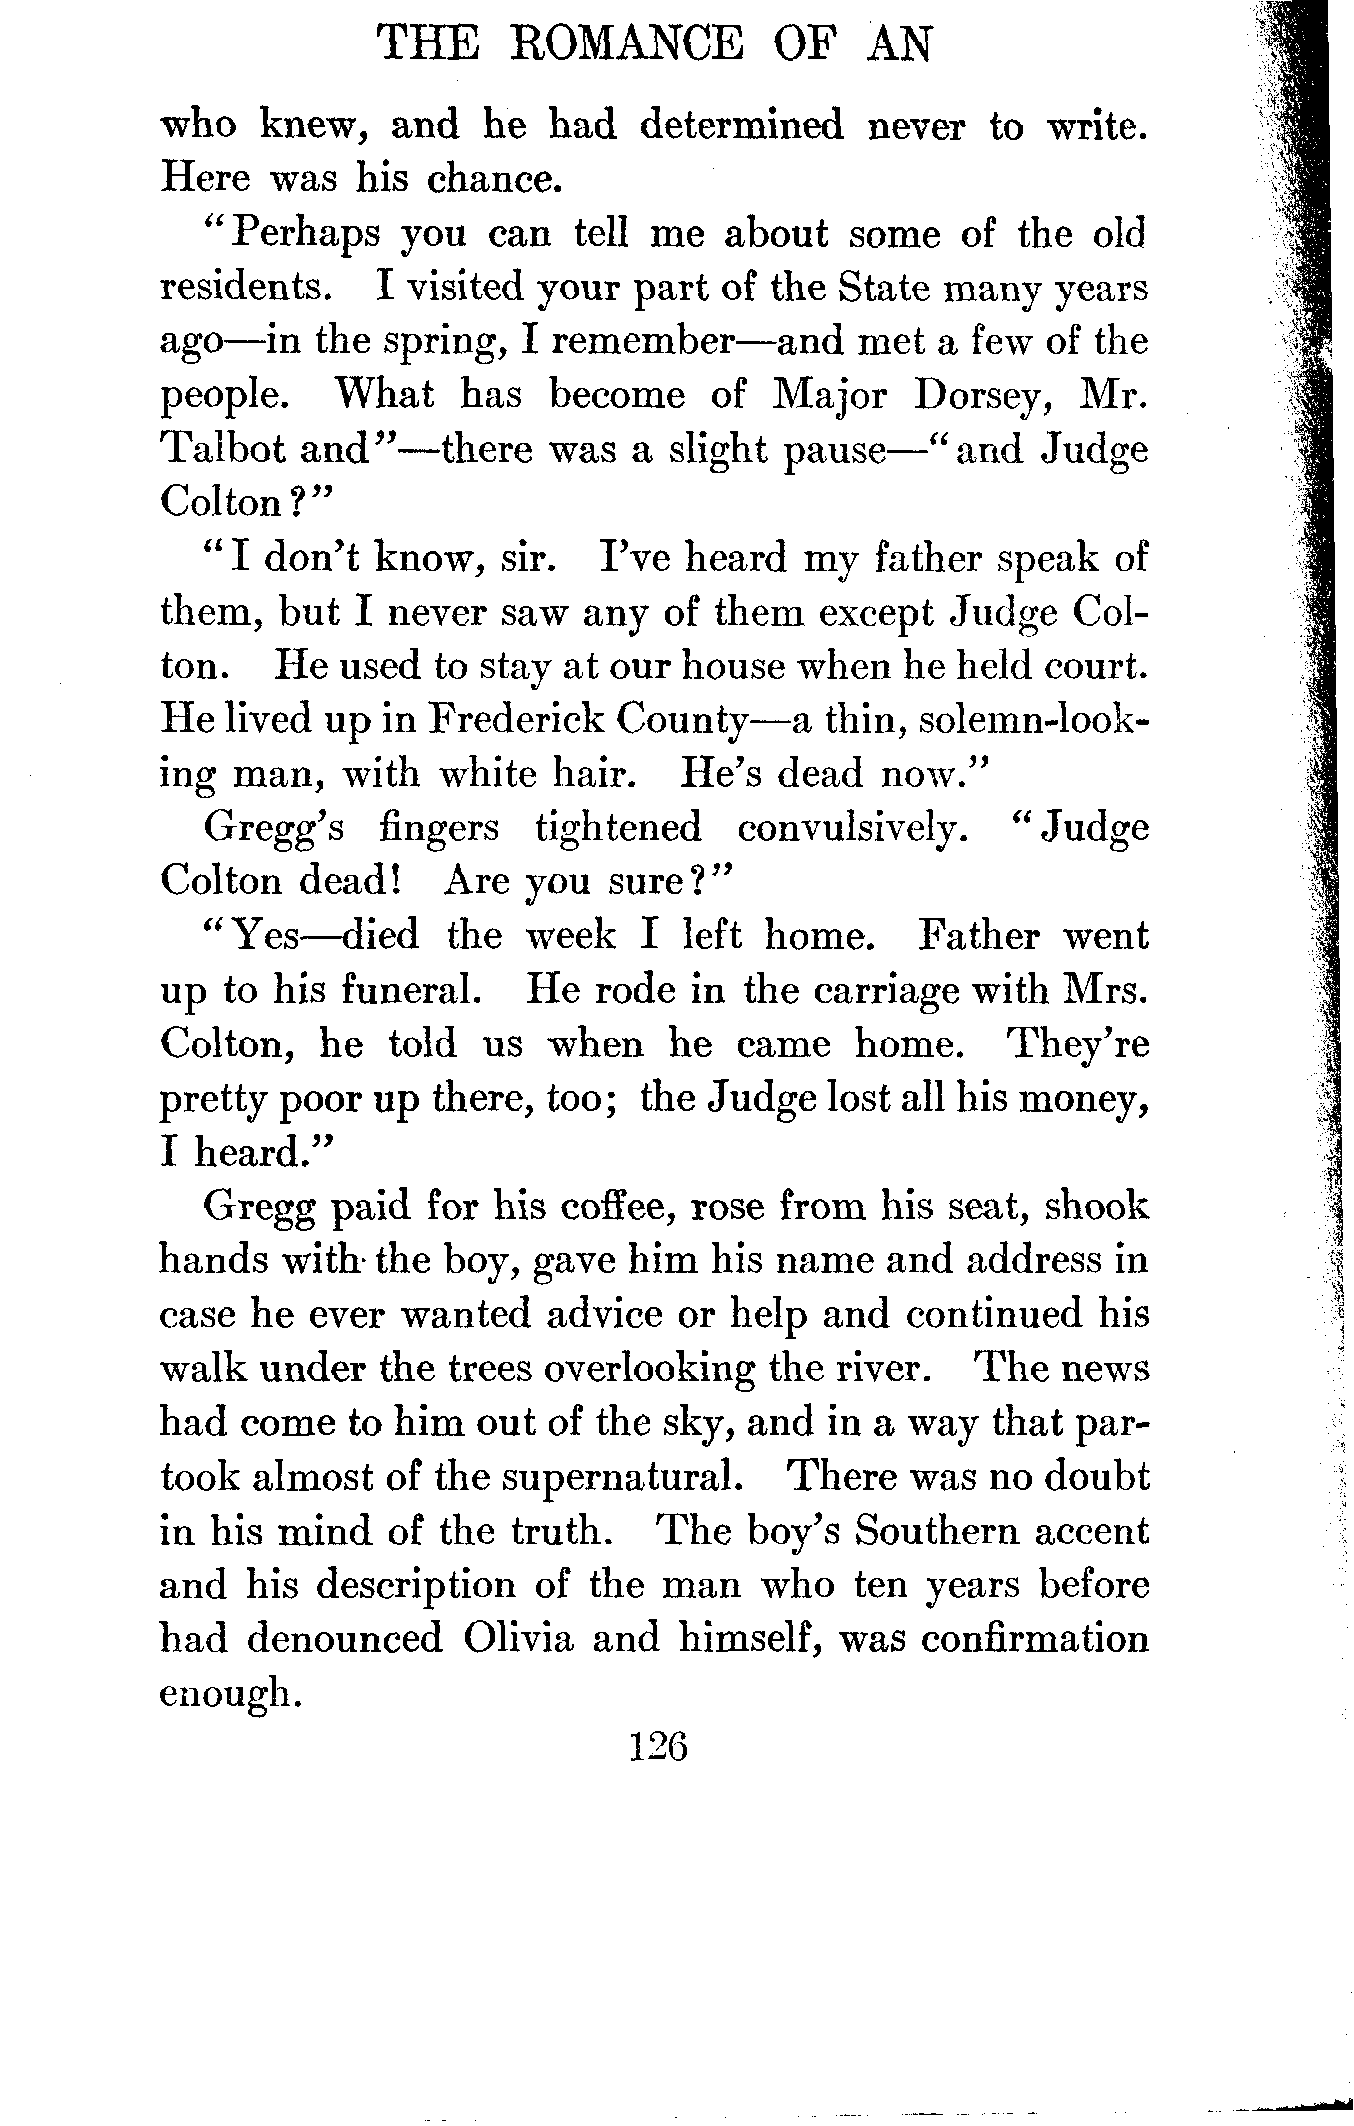 THE ROMANCE OF AN
who knew, and he had determined never to write.
Here was his chance.
"Perhaps you can tell me about some of the old
residents. I visited your part of the State many years
ago—in the spring, I remember—and met a few of the
people. What has become of Major Dorsey, Mr.
Talbot and"—there was a slight pause—"and Judge
Colton?"
"I don't know, sir. I've heard my father speak of
them, but I never saw any of them except Judge Col-
ton. He used to stay at our house when he held court.
He lived up in Frederick County—a thin, solemn-look-
ing man, with white hair. He's dead now."
Gregg's fingers tightened convulsively. "Judge
Colton dead! Are you sure?"
"Yes—died the week I left home. Father went
up to his funeral. He rode in the carriage with Mrs.
Colton, he told us when he came home. They're
pretty poor up there, too; the Judge lost all his money,
I heard."
Gregg paid for his coffee, rose from his seat, shook
hands with the boy, gave him his name and address in
case he ever wanted advice or help and continued his
walk under the trees overlooking the river. The news
had come to him out of the sky, and in a way that par-
took almost of the supernatural. There was no doubt
in his mind of the truth. The boy's Southern accent
and his description of the man who ten years before
had denounced Olivia and himself, was confirmation
enough.
126